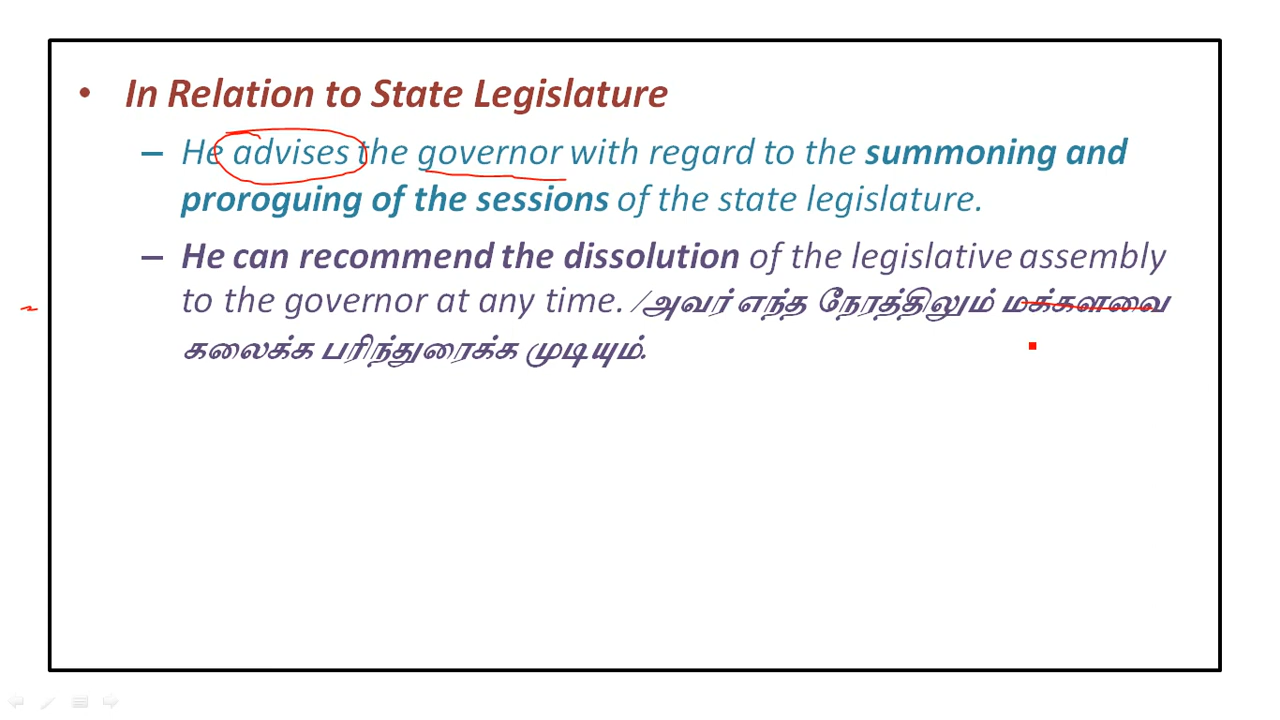 • In Relation to State Legislature
– He advises the governor with regard to the summoning and
proroguing of the sessions of the state legislature.
– He can recommend the dissolution of the legislative assembly
to the governor at any time. /அவர் எந்த நேரத்திலும் மக்களவை
கலைக்க பரிந்துரைக்க முடியும்.